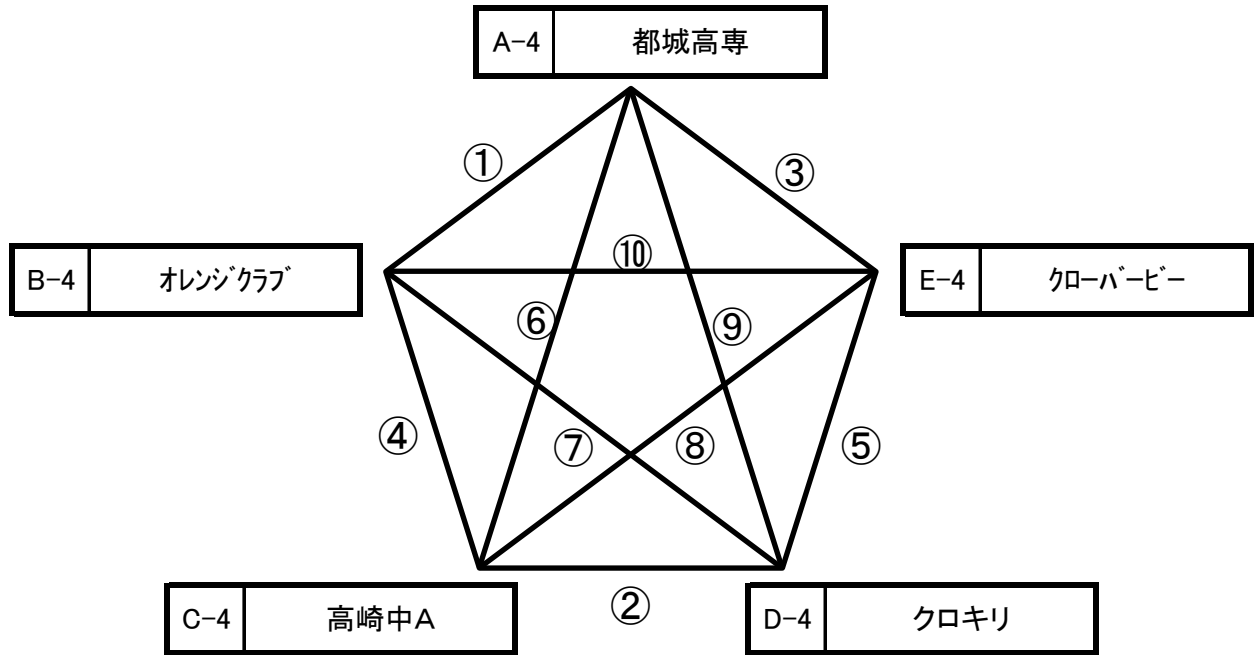 A-4 都城高専
①
③
B-4 オレンジクラブ
⑩
E-4 クローバービー
⑥
⑨
④
⑦
⑧
⑤
C-4 高崎中A
②
D-4 クロキリ